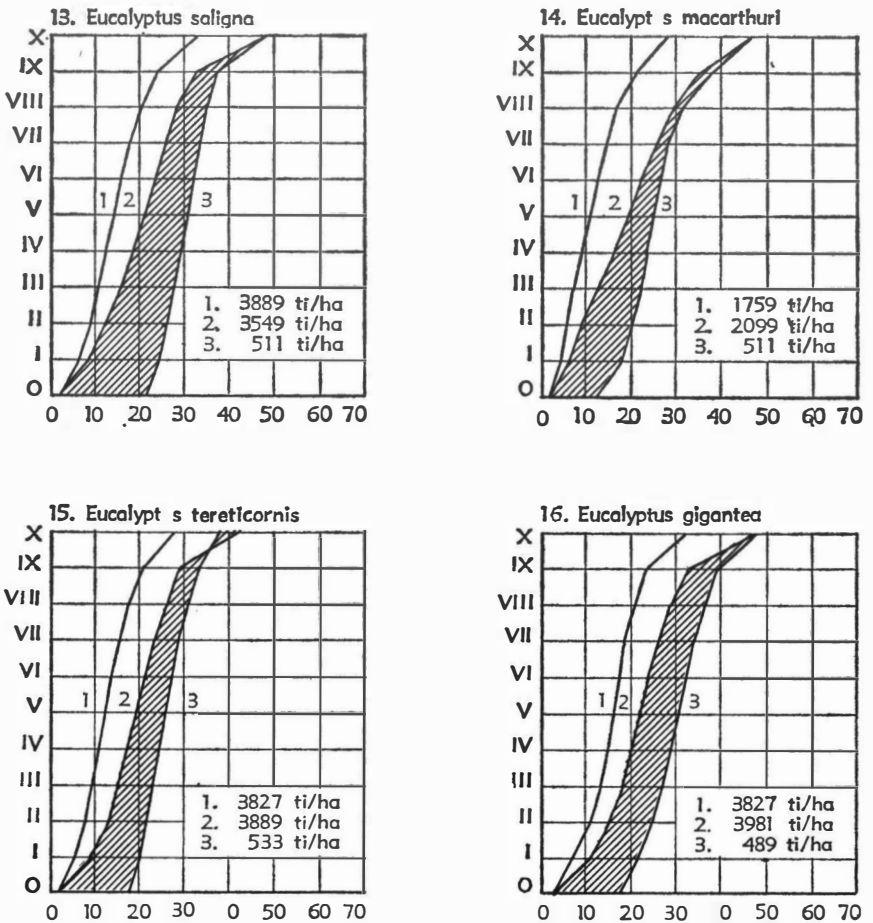 13. Eucalyptus saligna
X
IX
VIII
VII
VI
V
IV
III
II
I
O
1 2 3
1. 3889 ti/ha
2. 3549 ti/ha
3. 511 ti/ha
0 10 20 30 40 50 60 70
14. Eucalypt s macarthuri
X
IX
VIII
VII
VI
V
IV
III
II
I
O
1 2 3
1. 1759 ti/ha
2. 2099 ti/ha
3. 511 ti/ha
0 10 20 30 40 50 60 70
15. Eucalypt s tereticornis
X
IX
VIII
VII
VI
V
IV
III
II
I
O
1 2 3
1. 3827 ti/ha
2. 3889 ti/ha
3. 533 ti/ha
0 10 20 30 0 50 60 70
16. Eucalyptus gigantea
X
IX
VIII
VII
VI
V
IV
III
II
I
O
1 2 3
1. 3827 ti/ha
2. 3981 ti/ha
3. 489 ti/ha
0 10 20 30 40 50 60 70